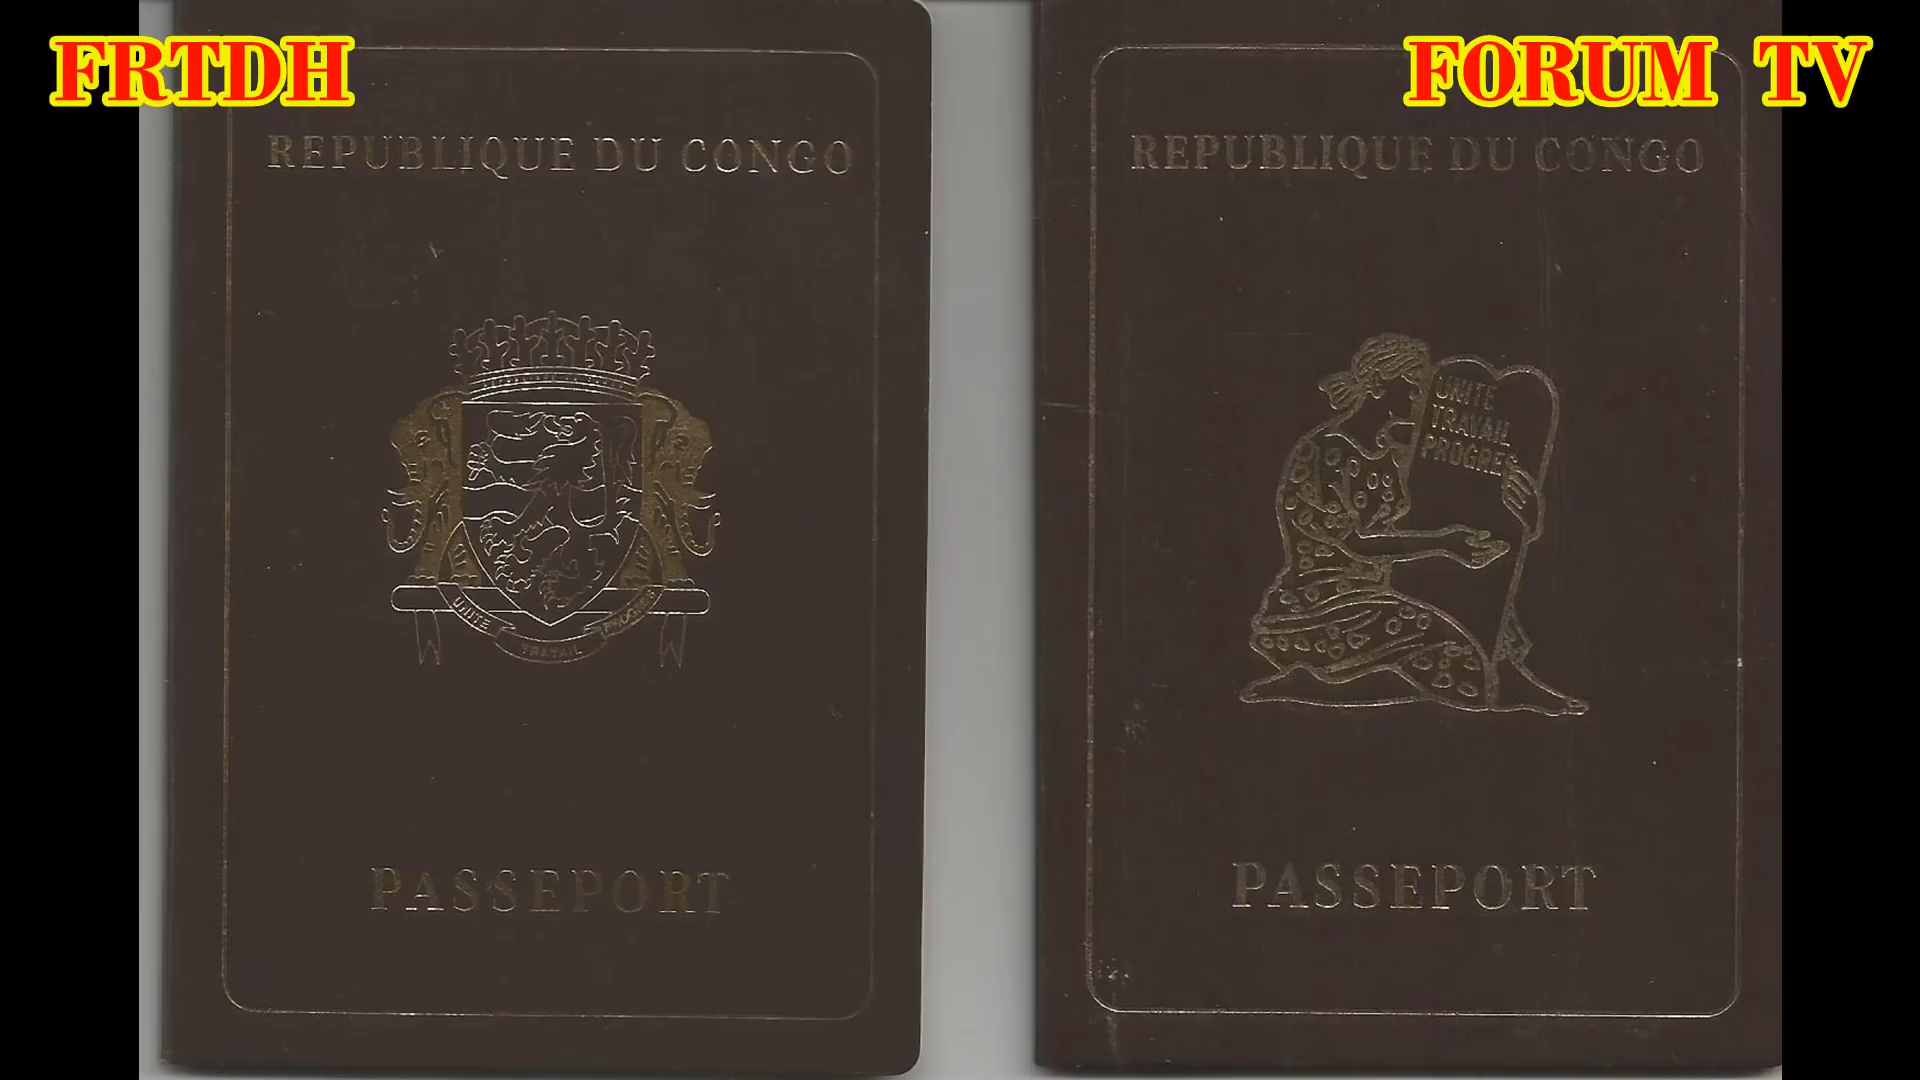 FRTDH
FORUM TV
REPUBLIQUE DU CONGO
UNITE
TRAVAIL
PROGRES
PASSEPORT
REPUBLIQUE DU CONGO
UNITE
TRAVAIL
PROGRES
PASSEPORT